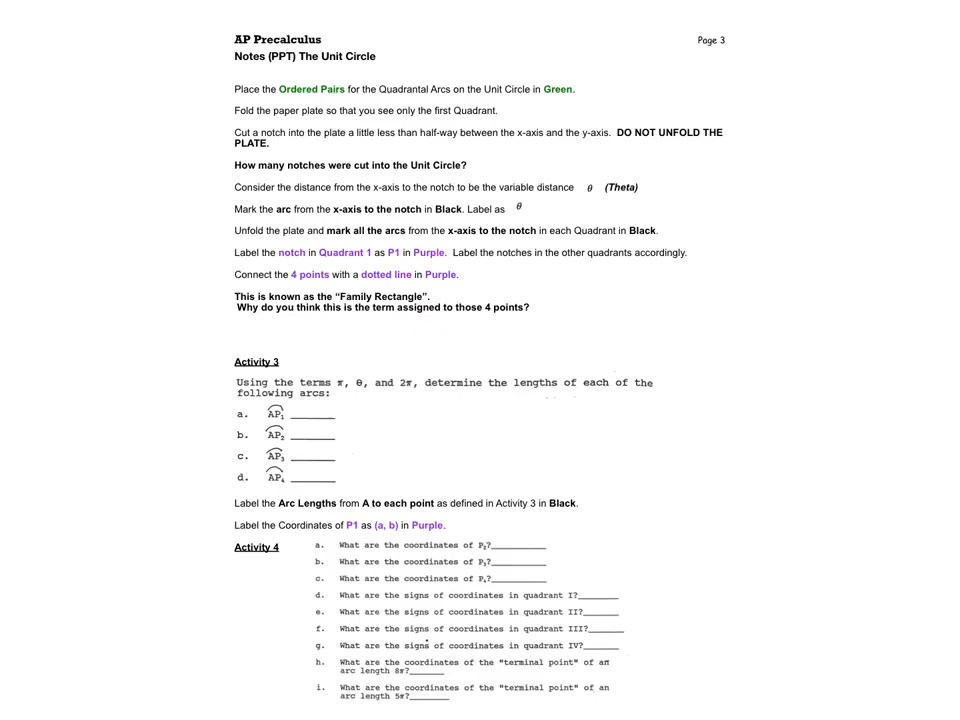 AP Precalculus Page 3
Notes (PPT) The Unit Circle
Place the Ordered Pairs for the Quadrantal Arcs on the Unit Circle in Green.
Fold the paper plate so that you see only the first Quadrant.
Cut a notch into the plate a little less than half-way between the x-axis and the y-axis. DO NOT UNFOLD THE
PLATE.
How many notches were cut into the Unit Circle?
Consider the distance from the x-axis to the notch to be the variable distance θ (Theta)
Mark the arc from the x-axis to the notch in Black. Label as θ
Unfold the plate and mark all the arcs from the x-axis to the notch in each Quadrant in Black.
Label the notch in Quadrant 1 as P1 in Purple. Label the notches in the other quadrants accordingly.
Connect the 4 points with a dotted line in Purple.
This is known as the “Family Rectangle”.
Why do you think this is the term assigned to those 4 points?
Activity 3
Using the terms π, θ, and 2π, determine the lengths of each of the
following arcs:
a. AP₁ ________
b. AP₂ ________
c. AP₃ ________
d. AP₄ ________
Label the Arc Lengths from A to each point as defined in Activity 3 in Black.
Label the Coordinates of P1 as (a, b) in Purple.
Activity 4
a. What are the coordinates of P₂?___________
b. What are the coordinates of P₃?___________
c. What are the coordinates of P₄?___________
d. What are the signs of coordinates in quadrant I?________
e. What are the signs of coordinates in quadrant II?_______
f. What are the signs of coordinates in quadrant III?_______
g. What are the signs of coordinates in quadrant IV?_______
h. What are the coordinates of the "terminal point" of an
arc length 8π?_______
i. What are the coordinates of the "terminal point" of an
arc length 5π?________